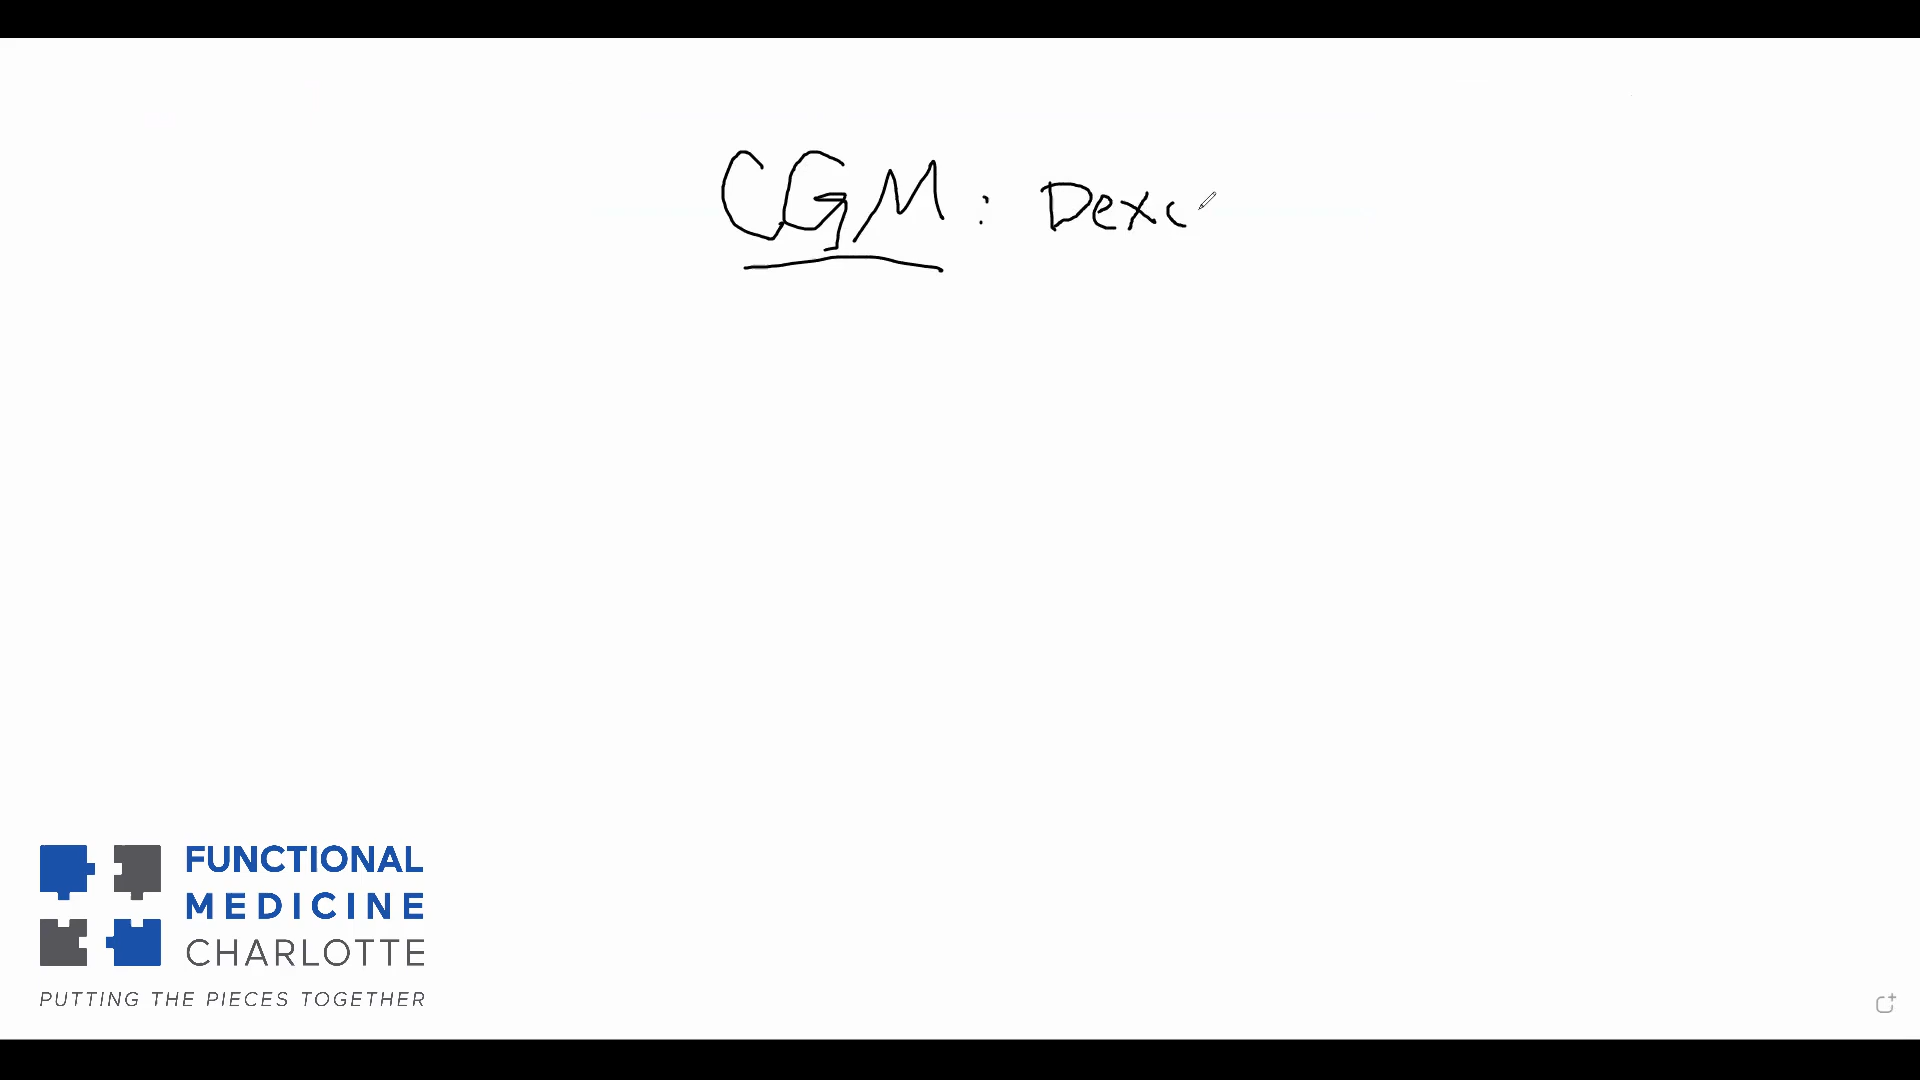 CGM: Dexc
FUNCTIONAL
MEDICINE
CHARLOTTE
PUTTING THE PIECES TOGETHER